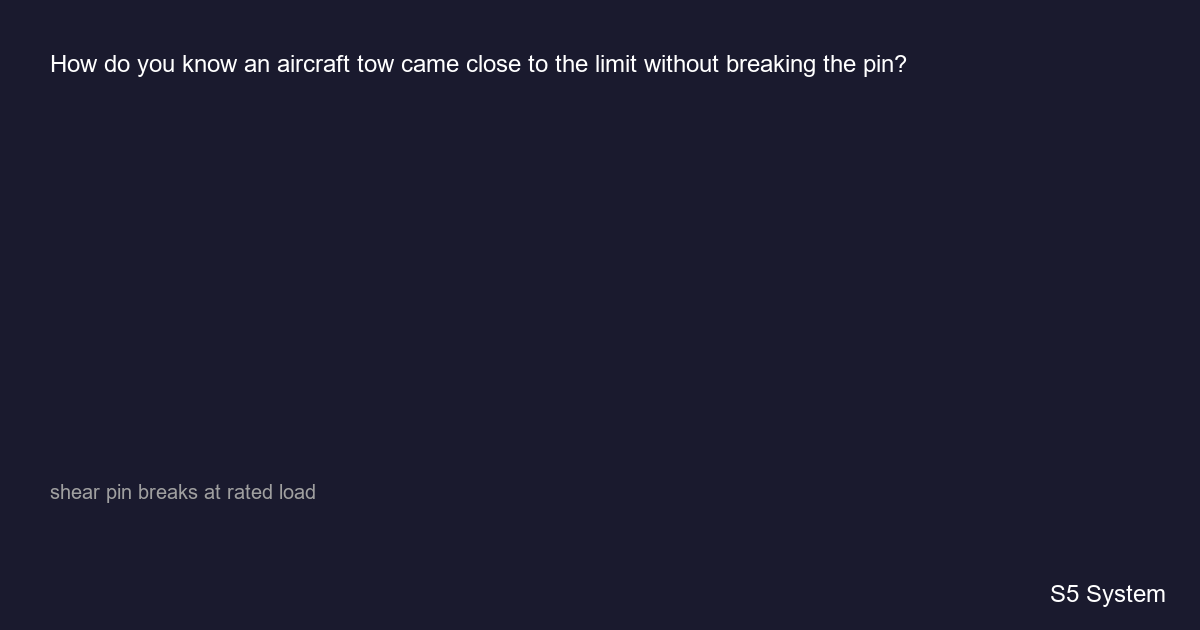 How do you know an aircraft tow came close to the limit without breaking the pin?
shear pin breaks at rated load
S5 System